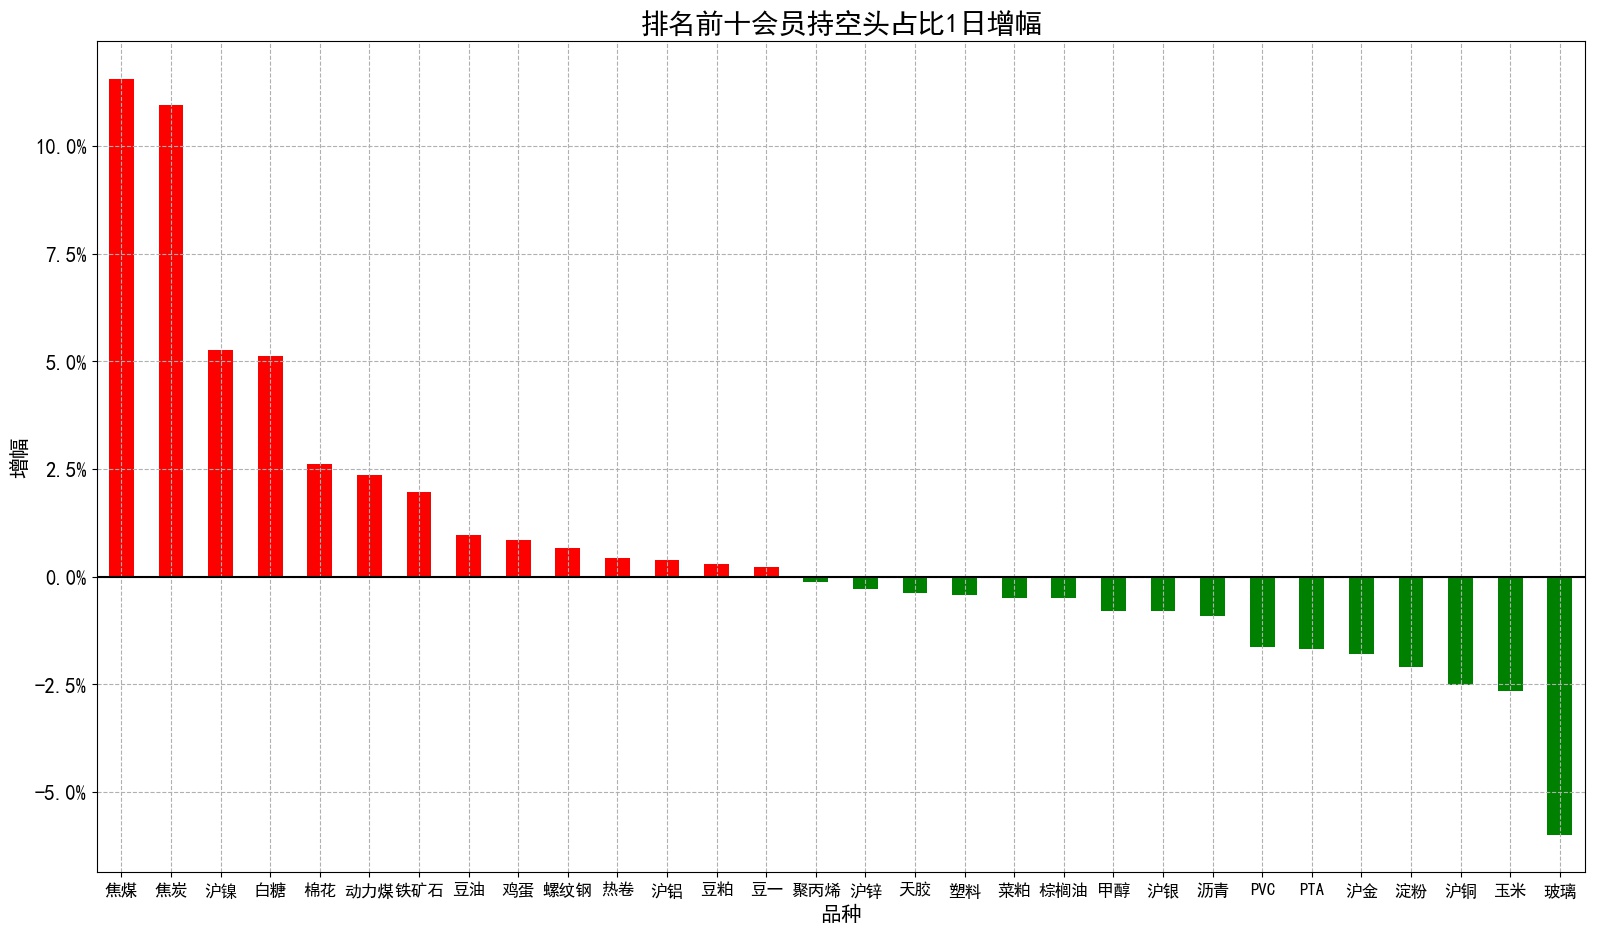 排名前十会员持空头占比1日增幅
增幅
10.0%
7.5%
5.0%
2.5%
0.0%
−2.5%
−5.0%
焦煤 焦炭 沪镍 白糖 棉花 动力煤 铁矿石 豆油 鸡蛋 螺纹钢 热卷 沪铝 豆粕 豆一 聚丙烯 沪锌 天胶 塑料 菜粕 棕榈油 甲醇 沪银 沥青 PVC PTA 沪金 淀粉 沪铜 玉米 玻璃
品种